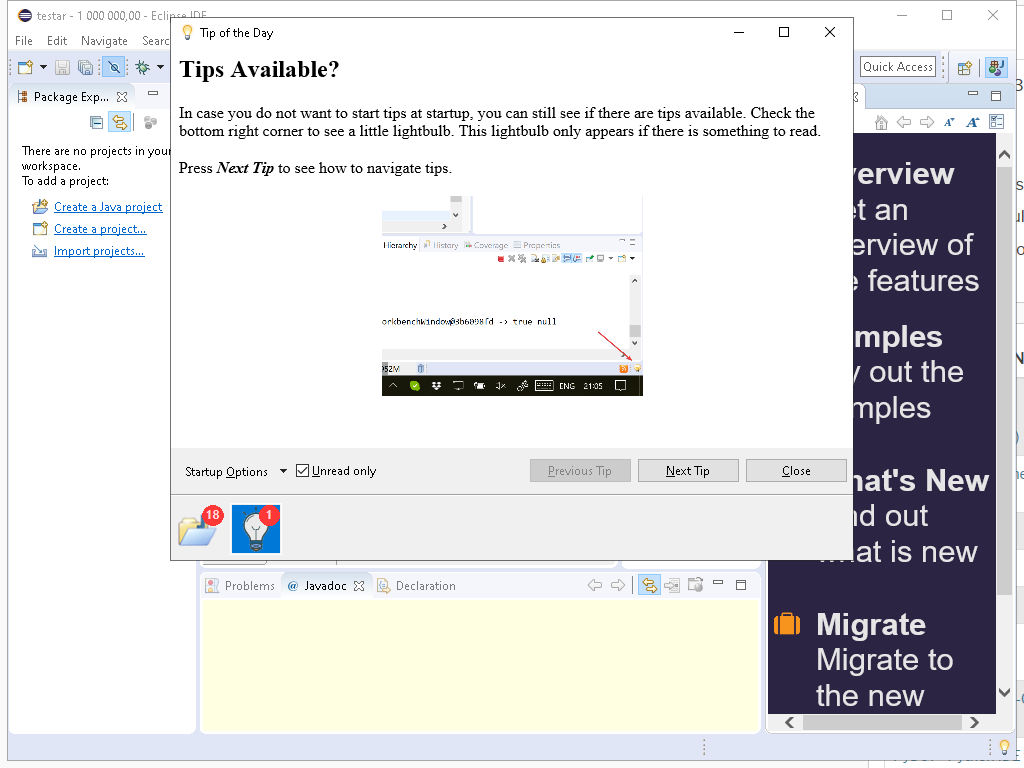 testar - 1 000 000,00 - Eclipse IDE
File Edit Navigate Searc
Quick Access
Package Exp...
There are no projects in your
workspace.
To add a project:
Create a Java project
Create a project...
Import projects...
Tip of the Day
Tips Available?
In case you do not want to start tips at startup, you can still see if there are tips available. Check the
bottom right corner to see a little lightbulb. This lightbulb only appears if there is something to read.
Press Next Tip to see how to navigate tips.
Hierarchy History Coverage Properties
orkbenchWindow@3b6098fd -> true null
952M
ENG 21:05
Startup Options Unread only Previous Tip Next Tip Close
18 1
verview
et an
erview of
e features
mples
y out the
mples
hat's New
nd out
what is new
Migrate
Migrate to
the new
Problems @ Javadoc Declaration